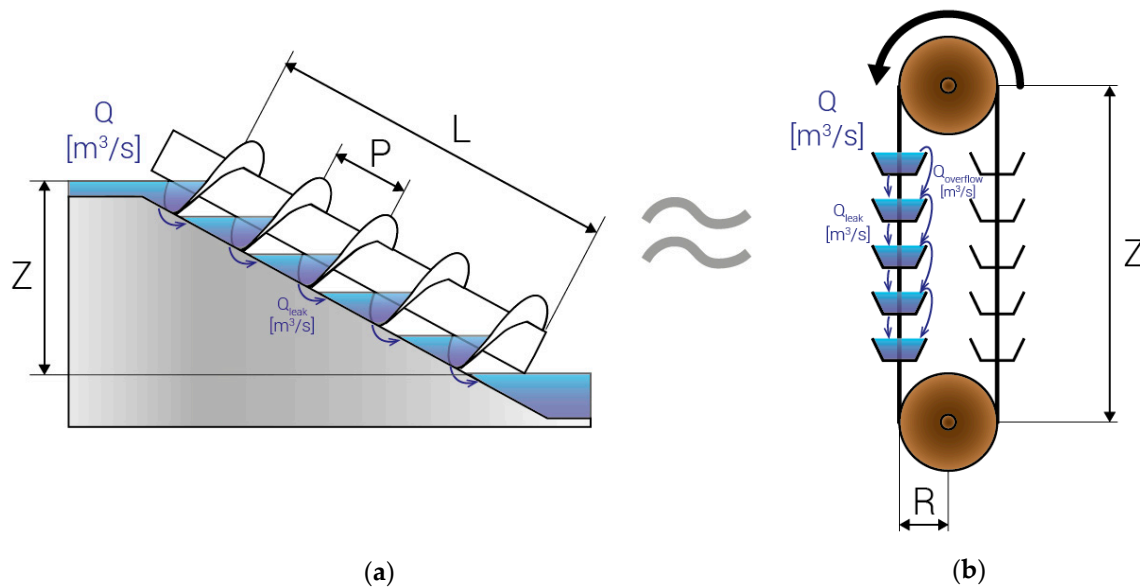 Q
[m³/s]
L
P
Z
Q_leak
[m³/s]
(a)
Q
[m³/s]
Q_overflow
[m³/s]
Q_leak
[m³/s]
Z
R
(b)